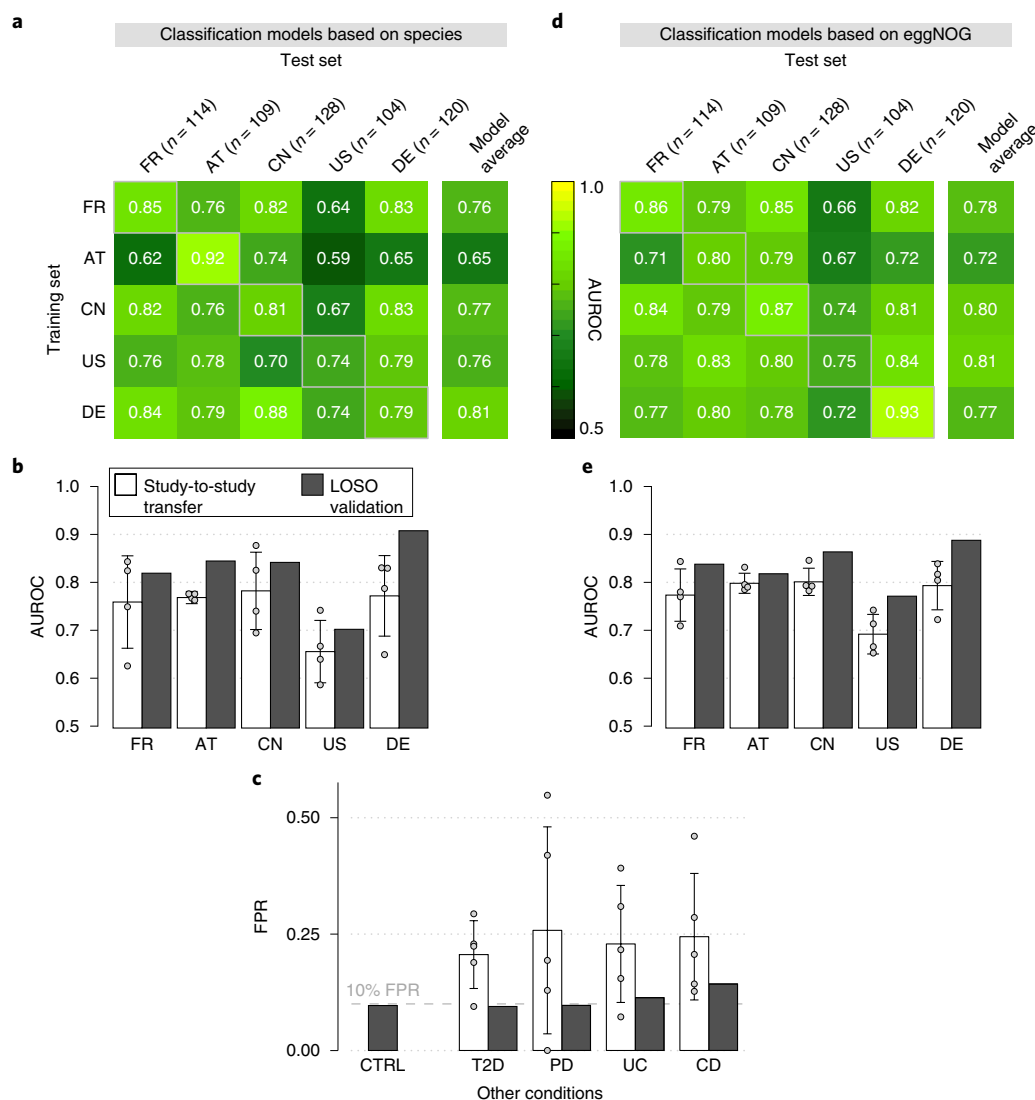 a
Classification models based on species
Test set
FR (n = 114)
AT (n = 109)
CN (n = 128)
US (n = 104)
DE (n = 120)
Model
average
Training set
FR 0.85 0.76 0.82 0.64 0.83 0.76
AT 0.62 0.92 0.74 0.59 0.65 0.65
CN 0.82 0.76 0.81 0.67 0.83 0.77
US 0.76 0.78 0.70 0.74 0.79 0.76
DE 0.84 0.79 0.88 0.74 0.79 0.81
1.0
AUROC
0.5
d
Classification models based on eggNOG
Test set
FR (n = 114)
AT (n = 109)
CN (n = 128)
US (n = 104)
DE (n = 120)
Model
average
0.86 0.79 0.85 0.66 0.82 0.78
0.71 0.80 0.79 0.67 0.72 0.72
0.84 0.79 0.87 0.74 0.81 0.80
0.78 0.83 0.80 0.75 0.84 0.81
0.77 0.80 0.78 0.72 0.93 0.77
b
Study-to-study
transfer
LOSO
validation
AUROC
1.0
0.9
0.8
0.7
0.6
0.5
FR AT CN US DE
e
AUROC
1.0
0.9
0.8
0.7
0.6
0.5
FR AT CN US DE
c
FPR
0.50
0.25
10% FPR
0.00
CTRL T2D PD UC CD
Other conditions